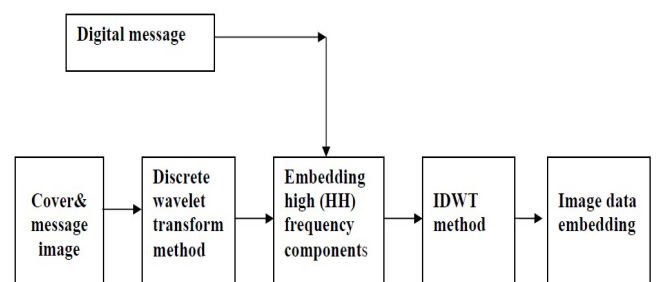 Digital message
Cover&
message
image
Discrete
wavelet
transform
method
Embedding
high (HH)
frequency
components
IDWT
method
Image data
embedding